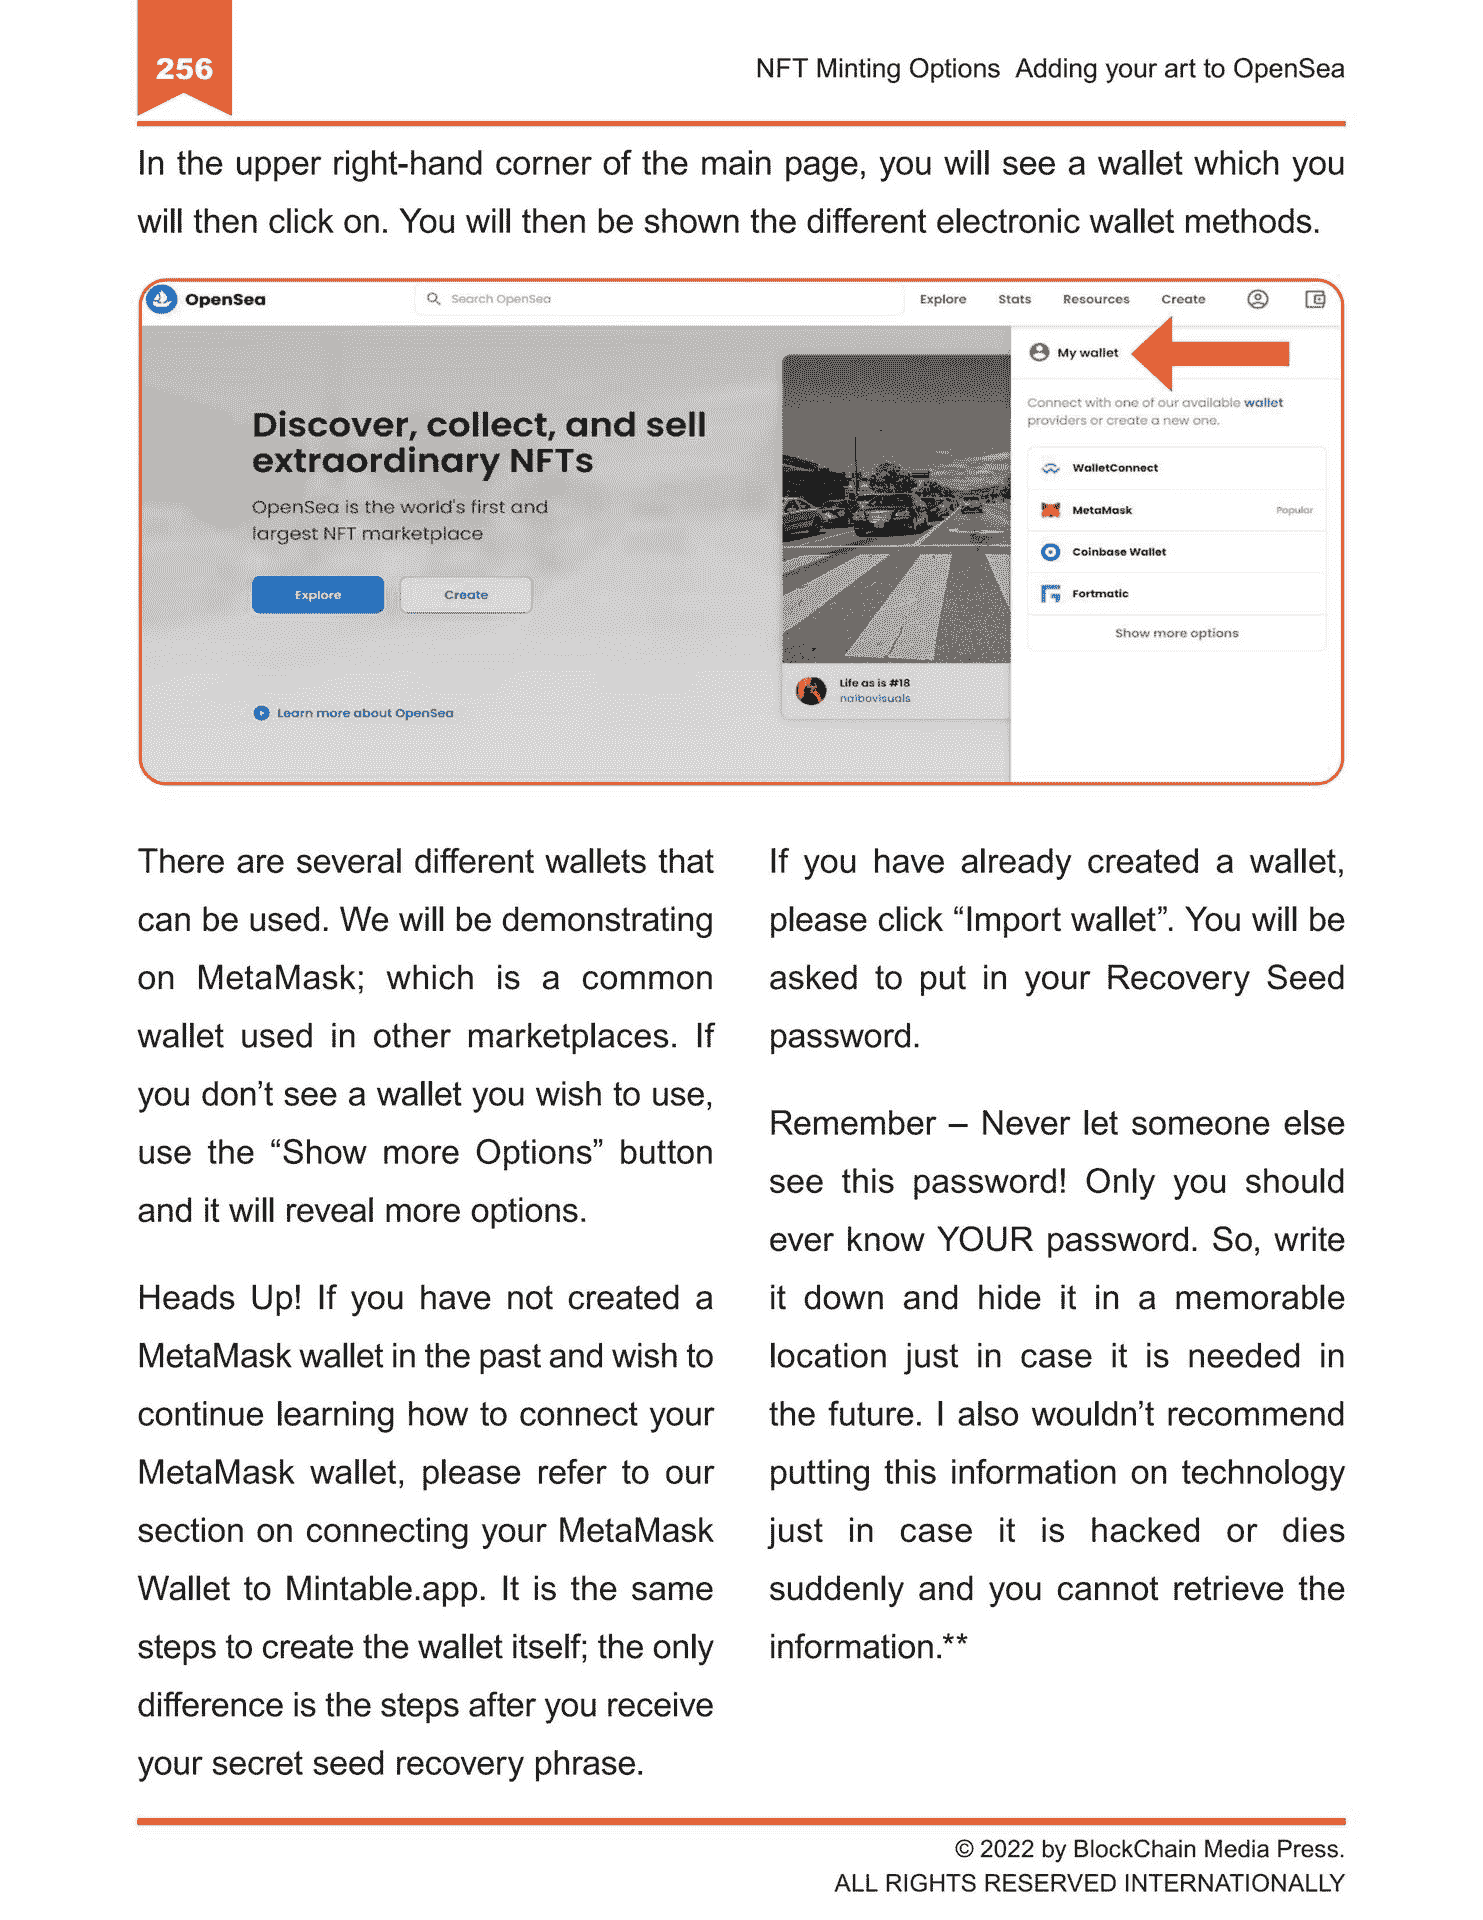 256
NFT Minting Options  Adding your art to OpenSea
In the upper right-hand corner of the main page, you will see a wallet which you
will then click on. You will then be shown the different electronic wallet methods.
OpenSea
Search OpenSea
Explore
Stats
Resources
Create
My wallet
Discover, collect, and sell
extraordinary NFTs
OpenSea is the world's first and
largest NFT marketplace
Explore
Create
Learn more about OpenSea
Life as is #18
naibovisuals
Connect with one of our available wallet
providers or create a new one.
WalletConnect
MetaMask
Popular
Coinbase Wallet
Fortmatic
Show more options
There are several different wallets that
can be used. We will be demonstrating
on MetaMask; which is a common
wallet used in other marketplaces. If
you don’t see a wallet you wish to use,
use the “Show more Options” button
and it will reveal more options.
Heads Up! If you have not created a
MetaMask wallet in the past and wish to
continue learning how to connect your
MetaMask wallet, please refer to our
section on connecting your MetaMask
Wallet to Mintable.app. It is the same
steps to create the wallet itself; the only
difference is the steps after you receive
your secret seed recovery phrase.
If you have already created a wallet,
please click “Import wallet”. You will be
asked to put in your Recovery Seed
password.
Remember – Never let someone else
see this password! Only you should
ever know YOUR password. So, write
it down and hide it in a memorable
location just in case it is needed in
the future. I also wouldn’t recommend
putting this information on technology
just in case it is hacked or dies
suddenly and you cannot retrieve the
information.**
© 2022 by BlockChain Media Press.
ALL RIGHTS RESERVED INTERNATIONALLY